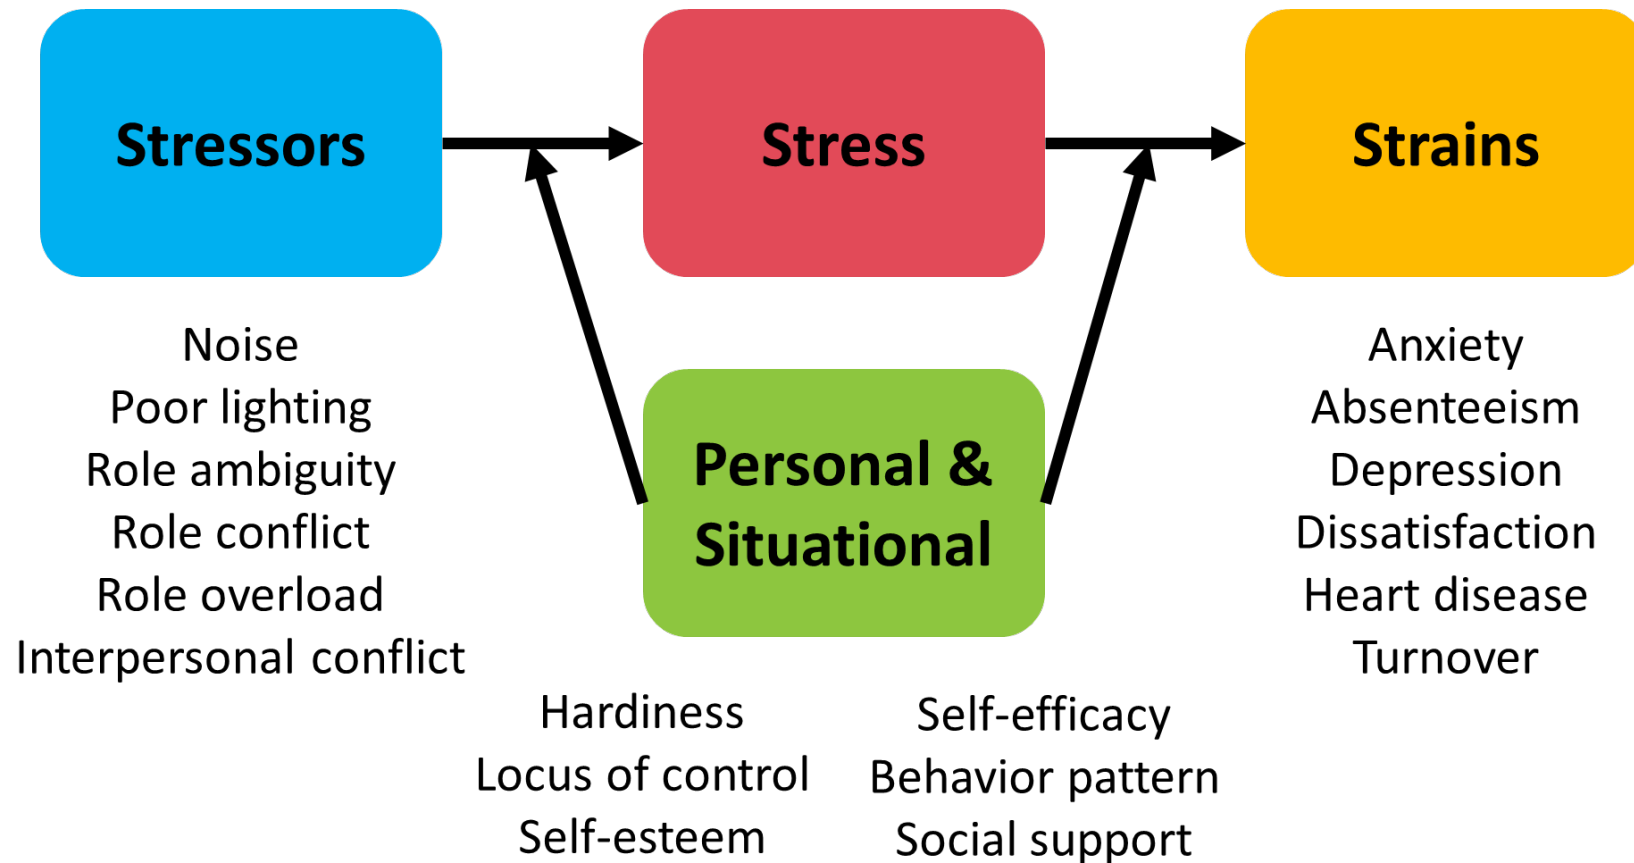 Stressors
Stress
Strains
Noise
Poor lighting
Role ambiguity
Role conflict
Role overload
Interpersonal conflict
Personal &
Situational
Hardiness
Locus of control
Self-esteem
Self-efficacy
Behavior pattern
Social support
Anxiety
Absenteeism
Depression
Dissatisfaction
Heart disease
Turnover